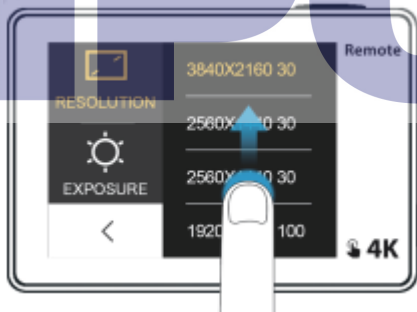 Remote
3840X2160 30
RESOLUTION
30
EXPOSURE
30
100
4K